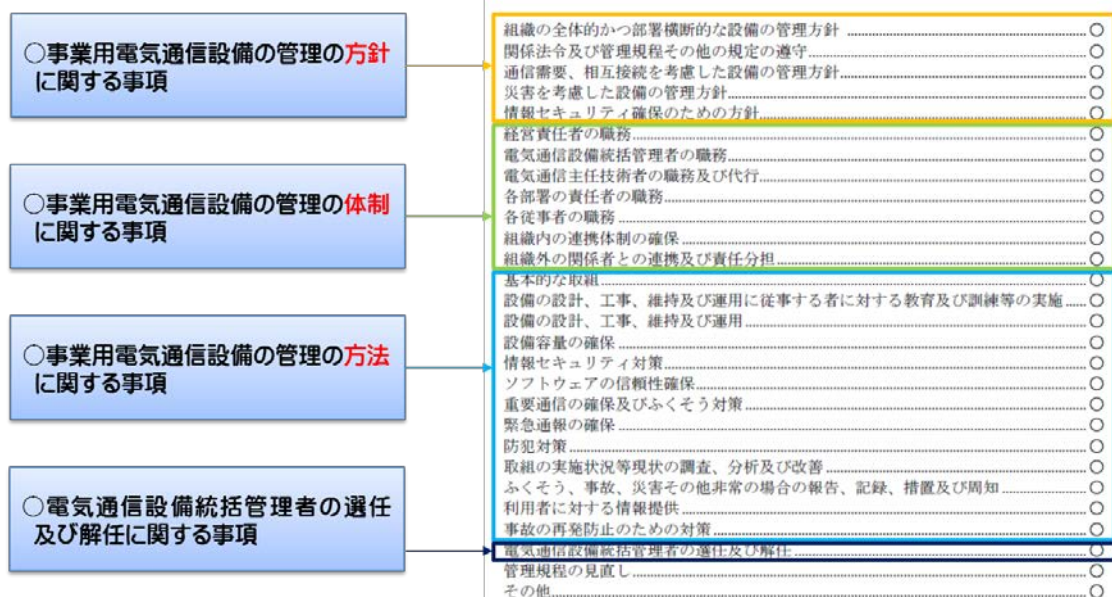 ○事業用電気通信設備の管理の方針
に関する事項
○事業用電気通信設備の管理の体制
に関する事項
○事業用電気通信設備の管理の方法
に関する事項
○電気通信設備統括管理者の選任
及び解任に関する事項
組織の全体的かつ部署横断的な設備の管理方針 ........ ○
関係法令及び管理規程その他の規定の遵守 ........ ○
通信需要、相互接続を考慮した設備の管理方針 ........ ○
災害を考慮した設備の管理方針 ........ ○
情報セキュリティ確保のための方針 ........ ○
経営責任者の職務 ........ ○
電気通信設備統括管理者の職務 ........ ○
電気通信主任技術者の職務及び代行 ........ ○
各部署の責任者の職務 ........ ○
各従事者の職務 ........ ○
組織内の連携体制の確保 ........ ○
組織外の関係者との連携及び責任分担 ........ ○
基本的な取組 ........ ○
設備の設計、工事、維持及び運用に従事する者に対する教育及び訓練等の実施 ........ ○
設備の設計、工事、維持及び運用 ........ ○
設備容量の確保 ........ ○
情報セキュリティ対策 ........ ○
ソフトウェアの信頼性確保 ........ ○
重要通信の確保及びふくそう対策 ........ ○
緊急通報の確保 ........ ○
防犯対策 ........ ○
取組の実施状況等現状の調査、分析及び改善 ........ ○
ふくそう、事故、災害その他非常の場合の報告、記録、措置及び周知 ........ ○
利用者に対する情報提供 ........ ○
事故の再発防止のための対策 ........ ○
電気通信設備統括管理者の選任及び解任 ........ ○
管理規程の見直し ........ ○
その他 ........ ○